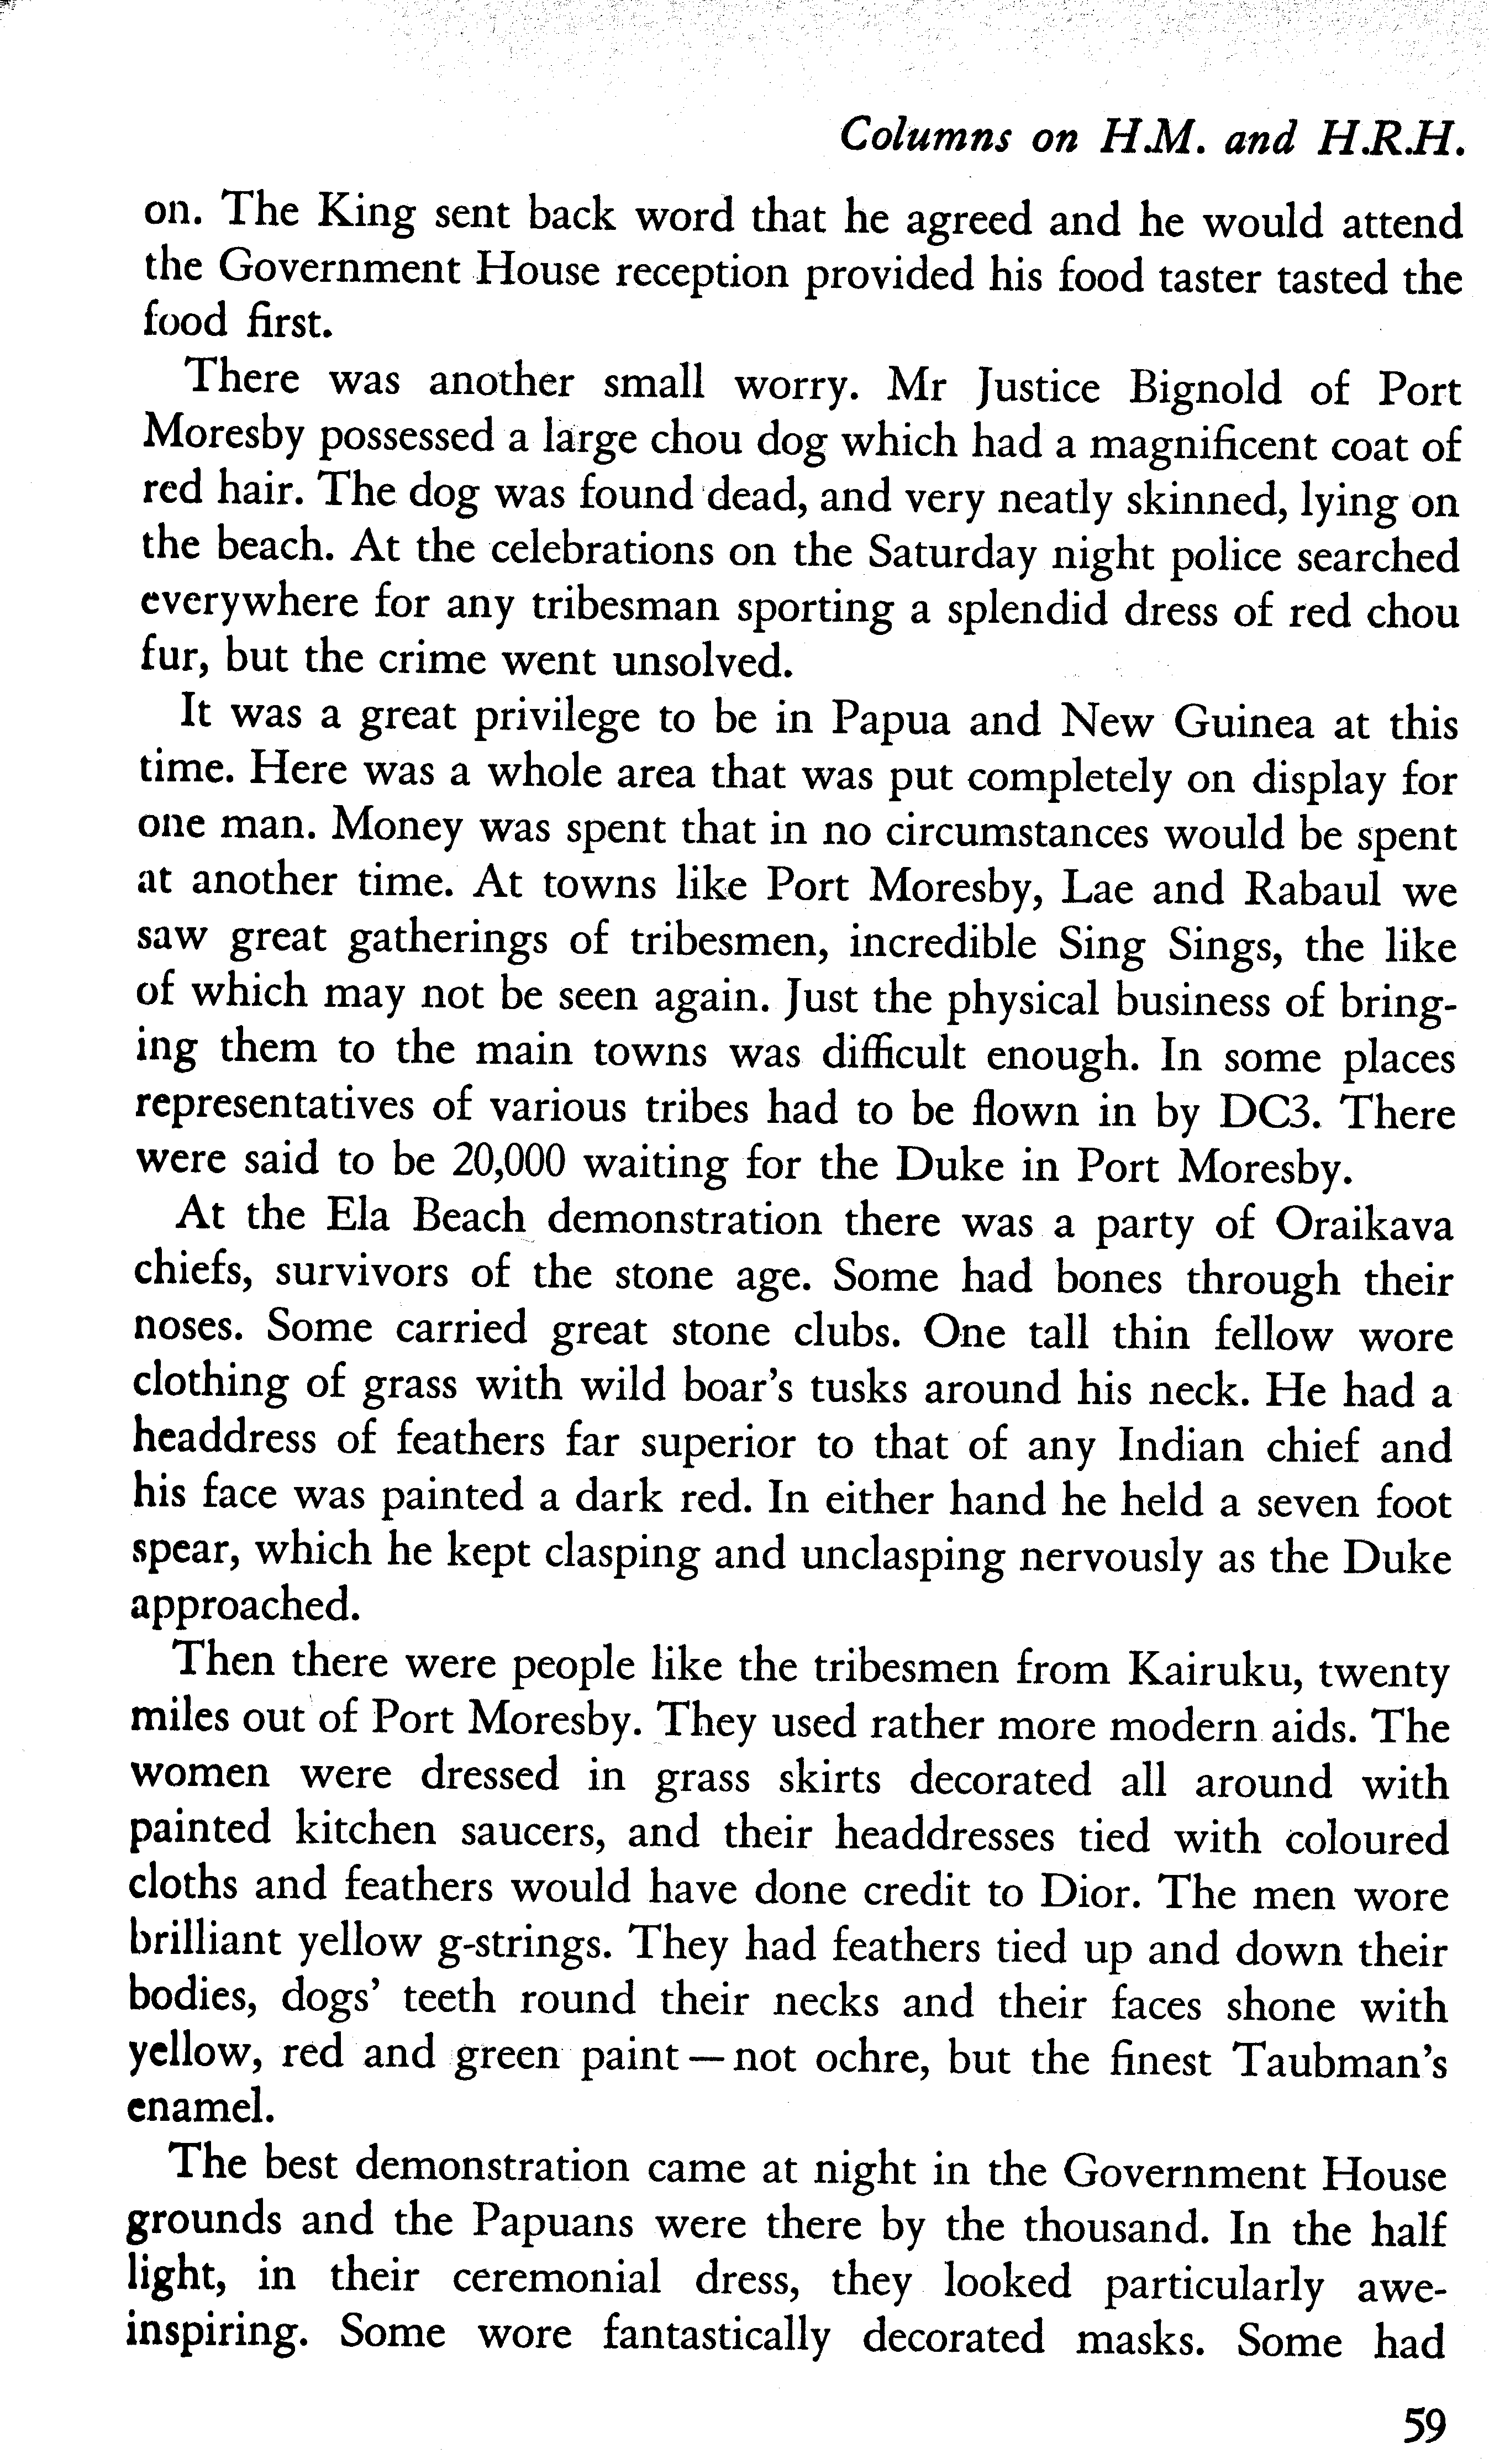 Columns on H.M. and H.R.H.
on. The King sent back word that he agreed and he would attend
the Government House reception provided his food taster tasted the
food first.
There was another small worry. Mr Justice Bignold of Port
Moresby possessed a large chou dog which had a magnificent coat of
red hair. The dog was found dead, and very neatly skinned, lying on
the beach. At the celebrations on the Saturday night police searched
everywhere for any tribesman sporting a splendid dress of red chou
fur, but the crime went unsolved.
It was a great privilege to be in Papua and New Guinea at this
time. Here was a whole area that was put completely on display for
one man. Money was spent that in no circumstances would be spent
at another time. At towns like Port Moresby, Lae and Rabaul we
saw great gatherings of tribesmen, incredible Sing Sings, the like
of which may not be seen again. Just the physical business of bring-
ing them to the main towns was difficult enough. In some places
representatives of various tribes had to be flown in by DC3. There
were said to be 20,000 waiting for the Duke in Port Moresby.
At the Ela Beach demonstration there was a party of Oraikava
chiefs, survivors of the stone age. Some had bones through their
noses. Some carried great stone clubs. One tall thin fellow wore
clothing of grass with wild boar's tusks around his neck. He had a
headdress of feathers far superior to that of any Indian chief and
his face was painted a dark red. In either hand he held a seven foot
spear, which he kept clasping and unclasping nervously as the Duke
approached.
Then there were people like the tribesmen from Kairuku, twenty
miles out of Port Moresby. They used rather more modern aids. The
women were dressed in grass skirts decorated all around with
painted kitchen saucers, and their headdresses tied with coloured
cloths and feathers would have done credit to Dior. The men wore
brilliant yellow g-strings. They had feathers tied up and down their
bodies, dogs' teeth round their necks and their faces shone with
yellow, red and green paint — not ochre, but the finest Taubman's
enamel.
The best demonstration came at night in the Government House
grounds and the Papuans were there by the thousand. In the half
light, in their ceremonial dress, they looked particularly awe-
inspiring. Some wore fantastically decorated masks. Some had
59